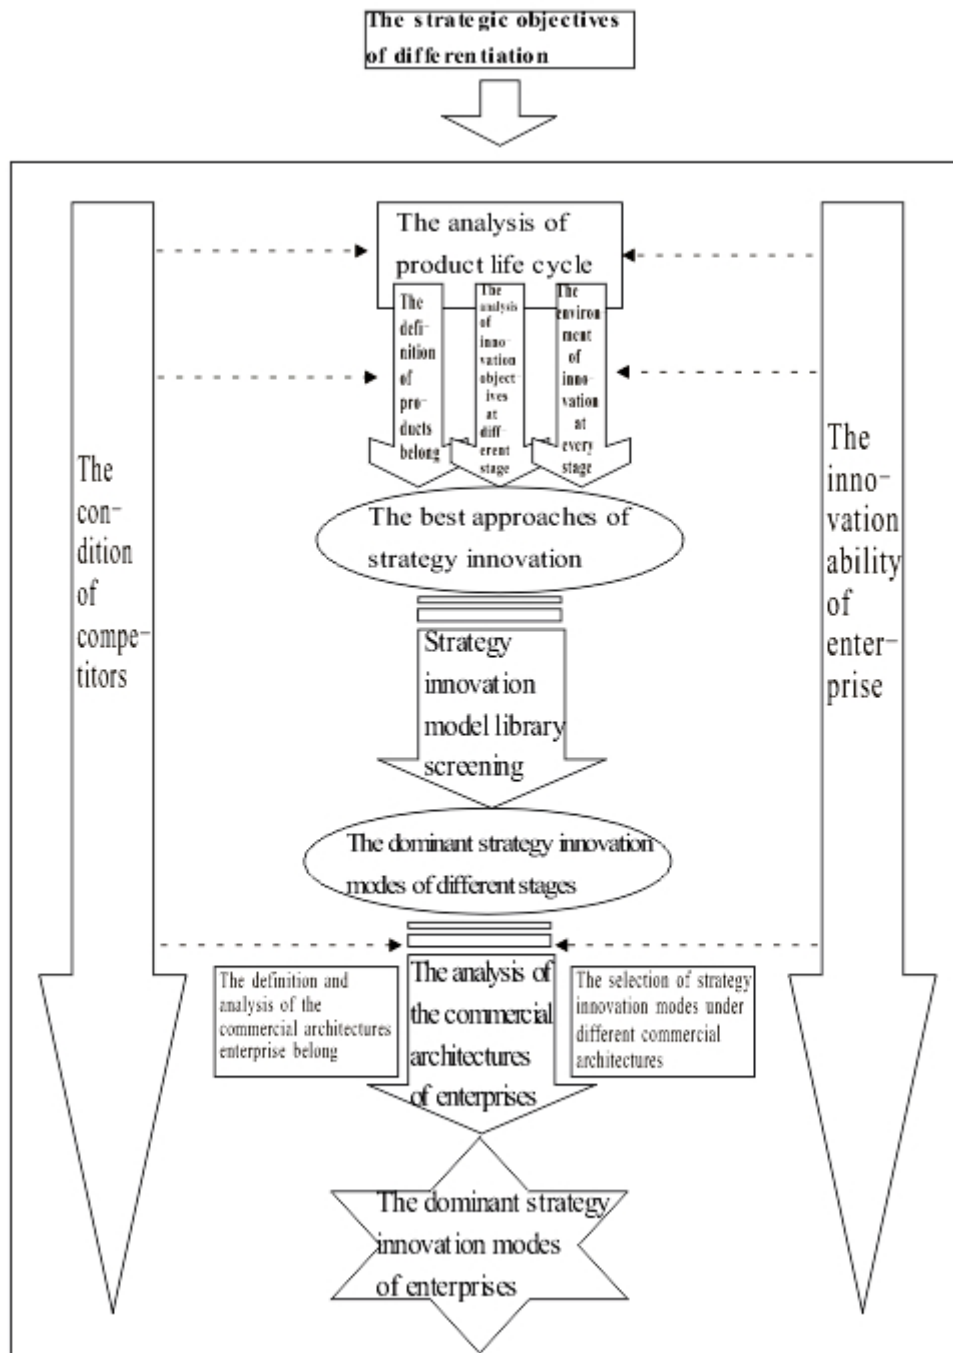 The strategic objectives
of differentiation
The analysis of
product life cycle
The
defi-
nition
of
pro-
ducts
belong
The
analysis
of
inno-
vation
object-
ives
at
diff-
erent
stage
The
environ-
ment
of
inno-
vation
at
every
stage
The
con-
dition
of
compe-
titors
The
inno-
vation
ability
of
enter-
prise
The best approaches of
strategy innovation
Strategy
innovation
model library
screening
The dominant strategy innovation
modes of different stages
The definition and
analysis of the
commercial architectures
enterprise belong
The analysis of
the commercial
architectures
of enterprises
The selection of strategy
innovation modes under
different commercial
architectures
The dominant strategy
innovation modes
of enterprises